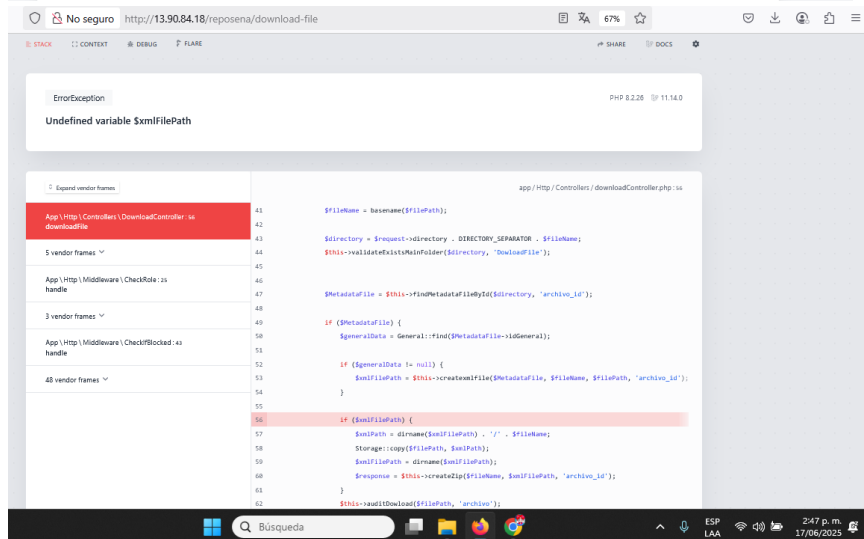 No seguro http://13.90.84.18/reposena/download-file 67%
STACK CONTEXT DEBUG FLARE SHARE DOCS
ErrorException PHP 8.2.26 11.14.0
Undefined variable $xmlFilePath
Expand vendor frames
App \ Http \ Controllers \ DownloadController : 56
downloadFile
5 vendor frames
App \ Http \ Middleware \ CheckRole : 25
handle
3 vendor frames
App \ Http \ Middleware \ CheckIfBlocked : 43
handle
48 vendor frames
app / Http / Controllers / downloadController.php : 56
41 $fileName = basename($filePath);
42
43 $directory = $request->directory . DIRECTORY_SEPARATOR . $fileName;
44 $this->validateExistsMainFolder($directory, 'DowloadFile');
45
46
47 $MetadataFile = $this->findMetadataFileById($directory, 'archivo_id');
48
49 if ($MetadataFile) {
50 $generalData = General::find($MetadataFile->idGeneral);
51
52 if ($generalData != null) {
53 $xmlFilePath = $this->createxmlfile($MetadataFile, $fileName, $filePath, 'archivo_id');
54 }
55
56 if ($xmlFilePath) {
57 $xmlPath = dirname($xmlFilePath) . '/' . $fileName;
58 Storage::copy($filePath, $xmlPath);
59 $xmlFilePath = dirname($xmlFilePath);
60 $response = $this->createZip($fileName, $xmlFilePath, 'archivo_id');
61 }
62 $this->auditDowload($filePath, 'archivo');
Búsqueda
ESP
LAA
2:47 p. m.
17/06/2025